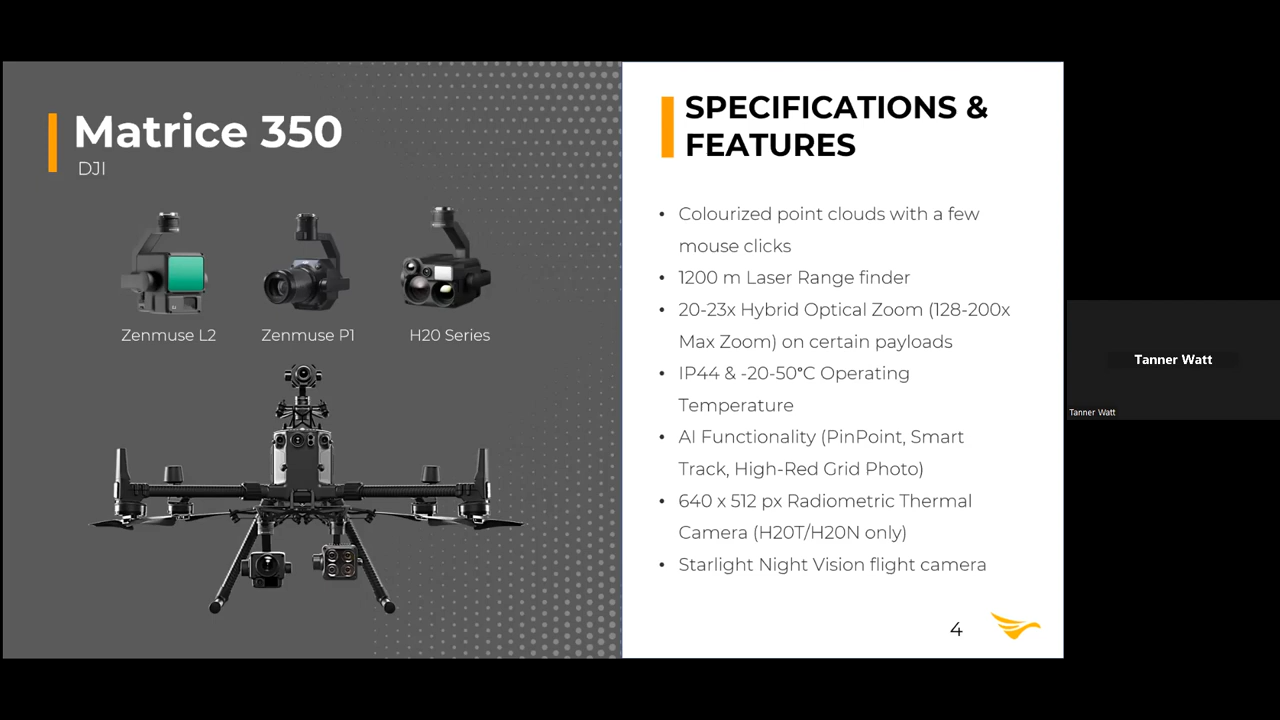 Matrice 350
DJI
Zenmuse L2
Zenmuse P1
H20 Series
SPECIFICATIONS &
FEATURES
• Colourized point clouds with a few
mouse clicks
• 1200 m Laser Range finder
• 20-23x Hybrid Optical Zoom (128-200x
Max Zoom) on certain payloads
• IP44 & -20-50°C Operating
Temperature
• AI Functionality (PinPoint, Smart
Track, High-Red Grid Photo)
• 640 x 512 px Radiometric Thermal
Camera (H20T/H20N only)
• Starlight Night Vision flight camera
4
Tanner Watt
Tanner Watt